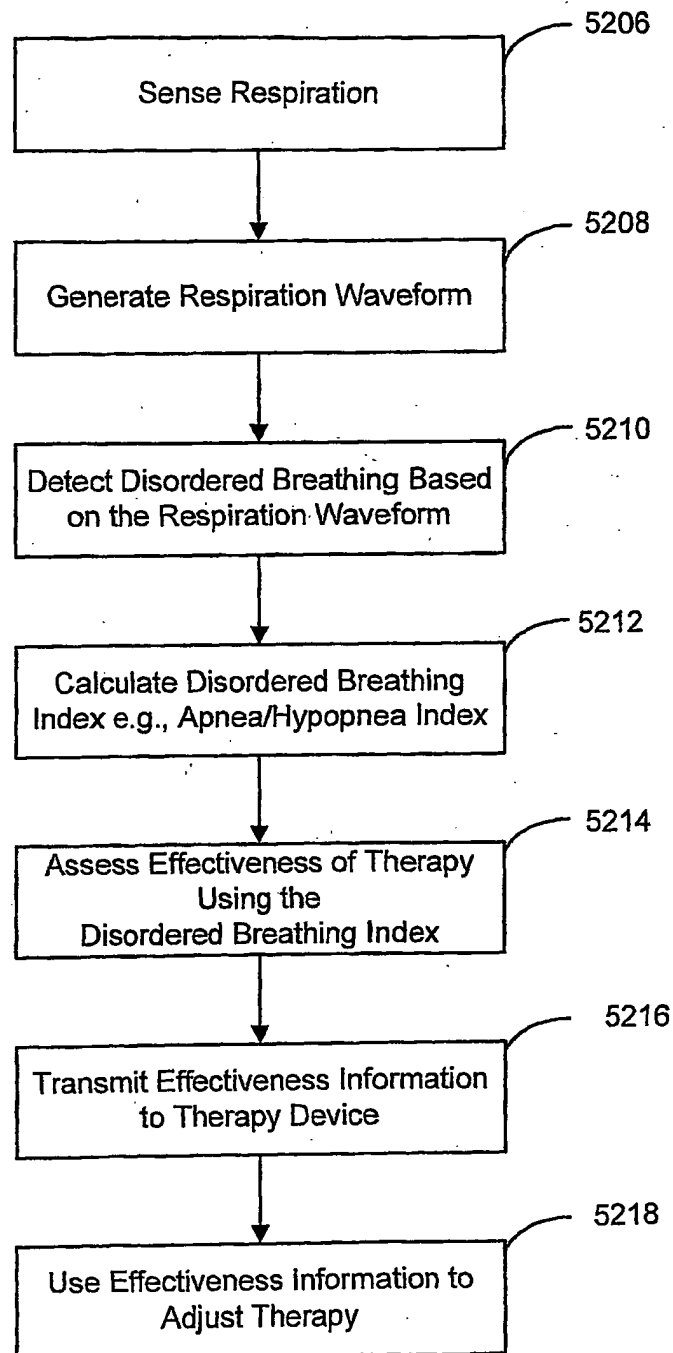 5206
Sense Respiration
5208
Generate Respiration Waveform
5210
Detect Disordered Breathing Based
on the Respiration Waveform
5212
Calculate Disordered Breathing
Index e.g., Apnea/Hypopnea Index
5214
Assess Effectiveness of Therapy
Using the
Disordered Breathing Index
5216
Transmit Effectiveness Information
to Therapy Device
5218
Use Effectiveness Information to
Adjust Therapy